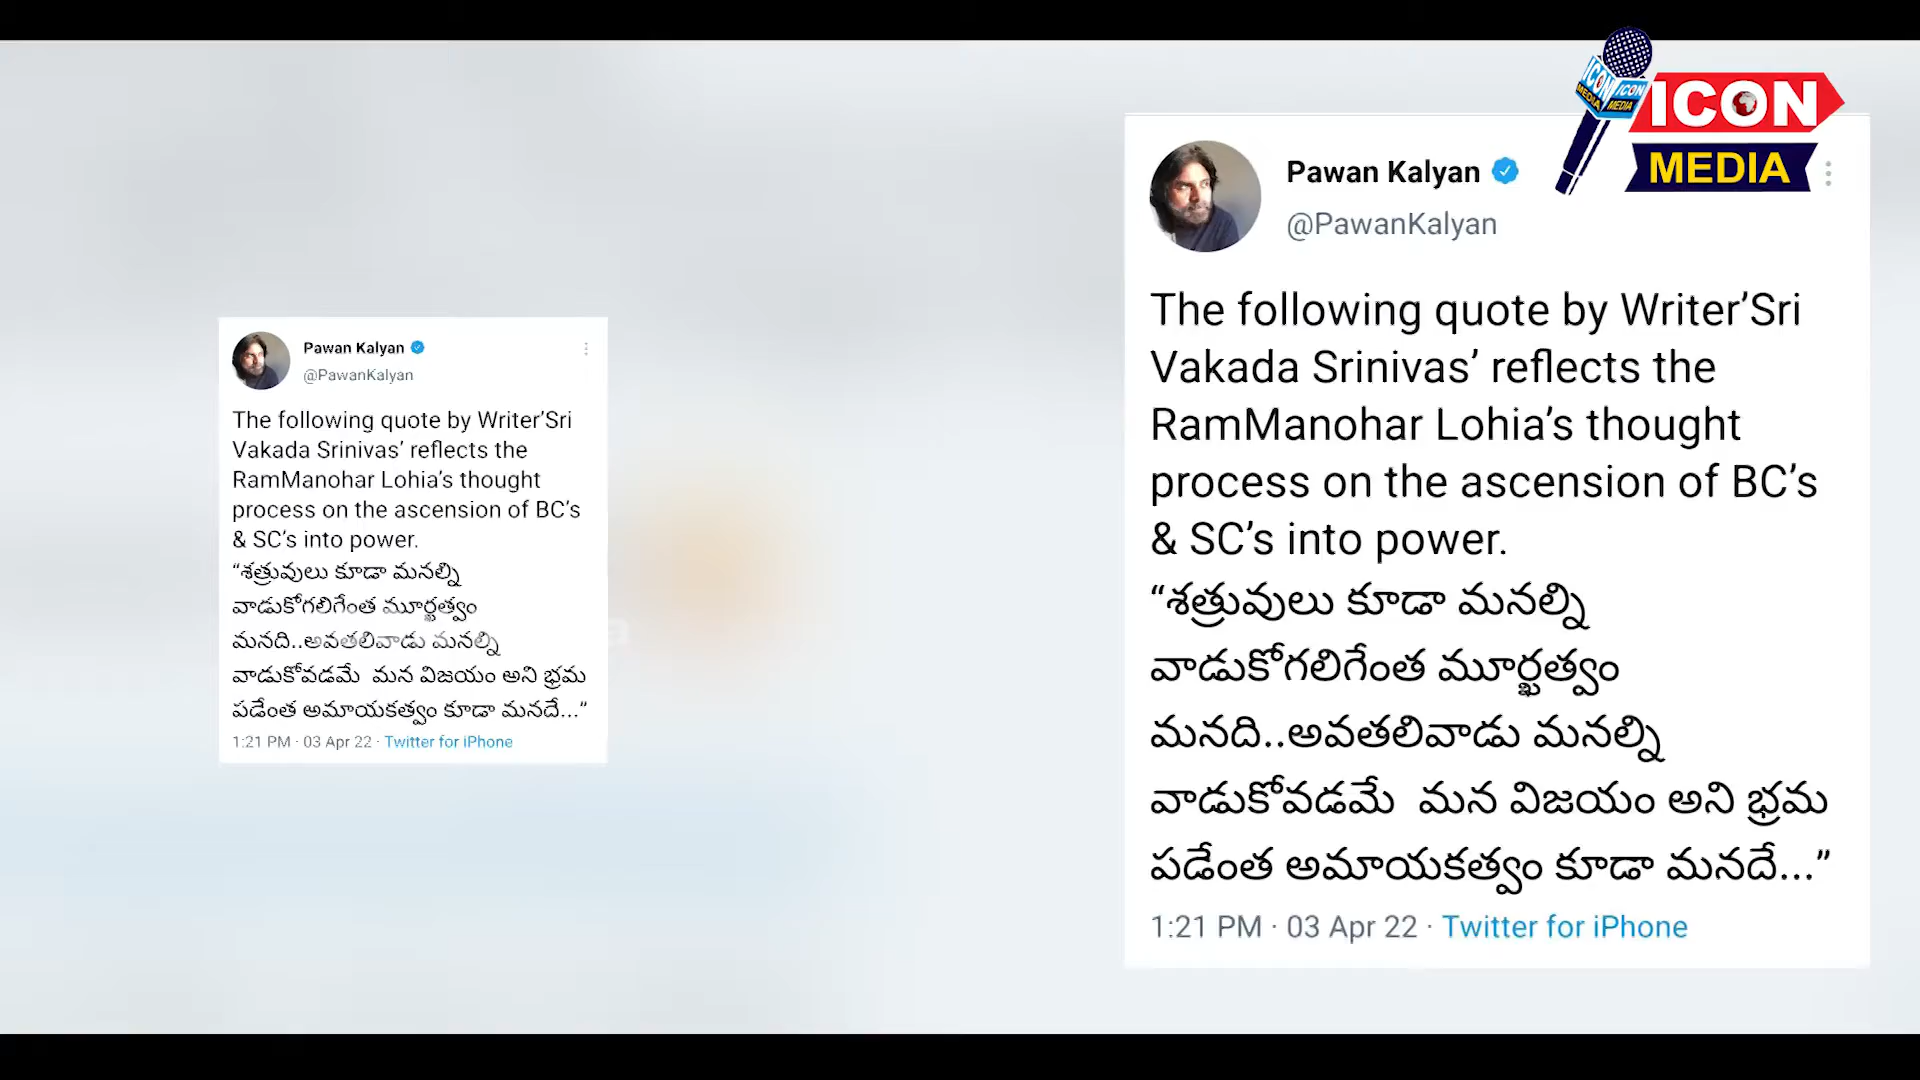 Pawan Kalyan
@PawanKalyan
The following quote by Writer’Sri
Vakada Srinivas’ reflects the
RamManohar Lohia’s thought
process on the ascension of BC’s
& SC’s into power.
“శత్రువులు కూడా మనల్ని
వాడుకోగలిగేంత మూర్ఖత్వం
మనది..అవతలివాడు మనల్ని
వాడుకోవడమే  మన విజయం అని భ్రమ
పడేంత అమాయకత్వం కూడా మనదే...”
1:21 PM · 03 Apr 22 · Twitter for iPhone
ICON
MEDIA
ICON
MEDIA
ICON
MEDIA
Pawan Kalyan
@PawanKalyan
The following quote by Writer’Sri
Vakada Srinivas’ reflects the
RamManohar Lohia’s thought
process on the ascension of BC’s
& SC’s into power.
“శత్రువులు కూడా మనల్ని
వాడుకోగలిగేంత మూర్ఖత్వం
మనది..అవతలివాడు మనల్ని
వాడుకోవడమే  మన విజయం అని భ్రమ
పడేంత అమాయకత్వం కూడా మనదే...”
1:21 PM · 03 Apr 22 · Twitter for iPhone